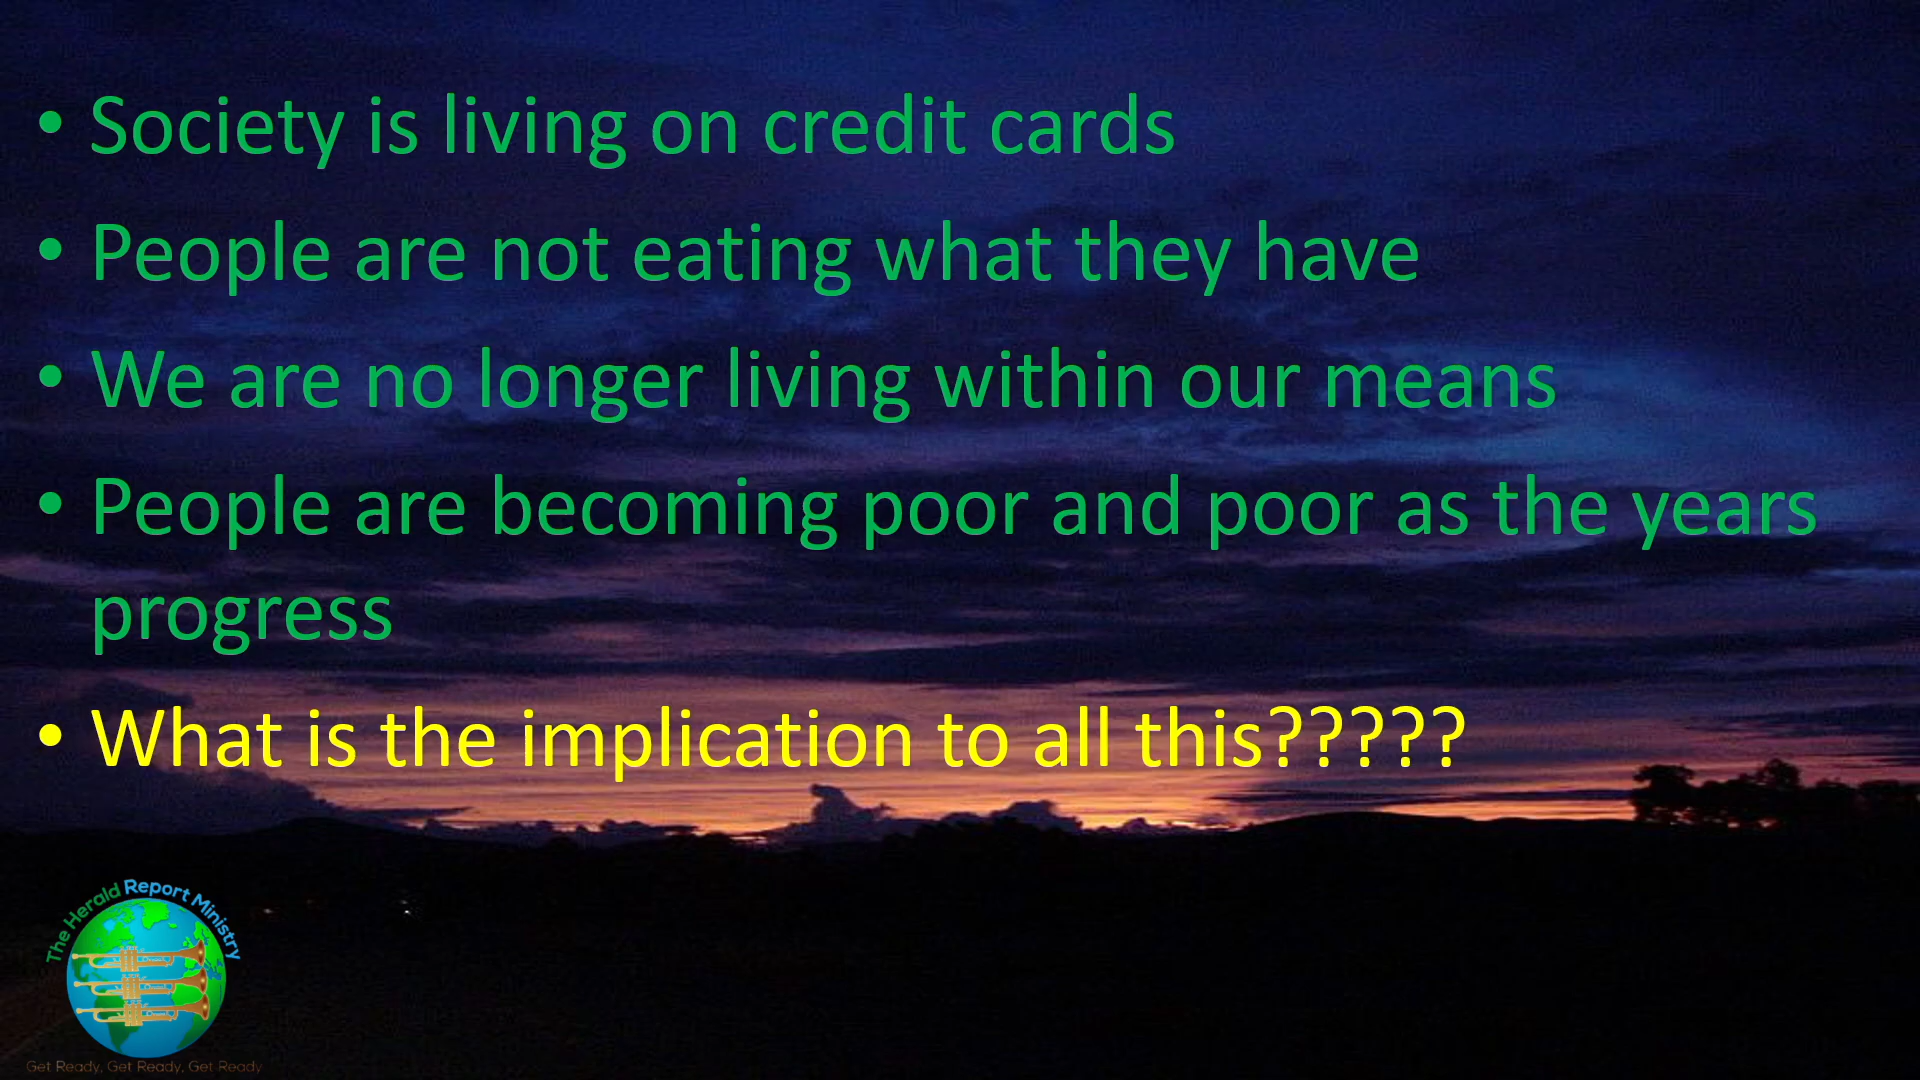 • Society is living on credit cards
• People are not eating what they have
• We are no longer living within our means
• People are becoming poor and poor as the years
progress
• What is the implication to all this?????
The Herald Report Ministry
Get Ready, Get Ready, Get Ready